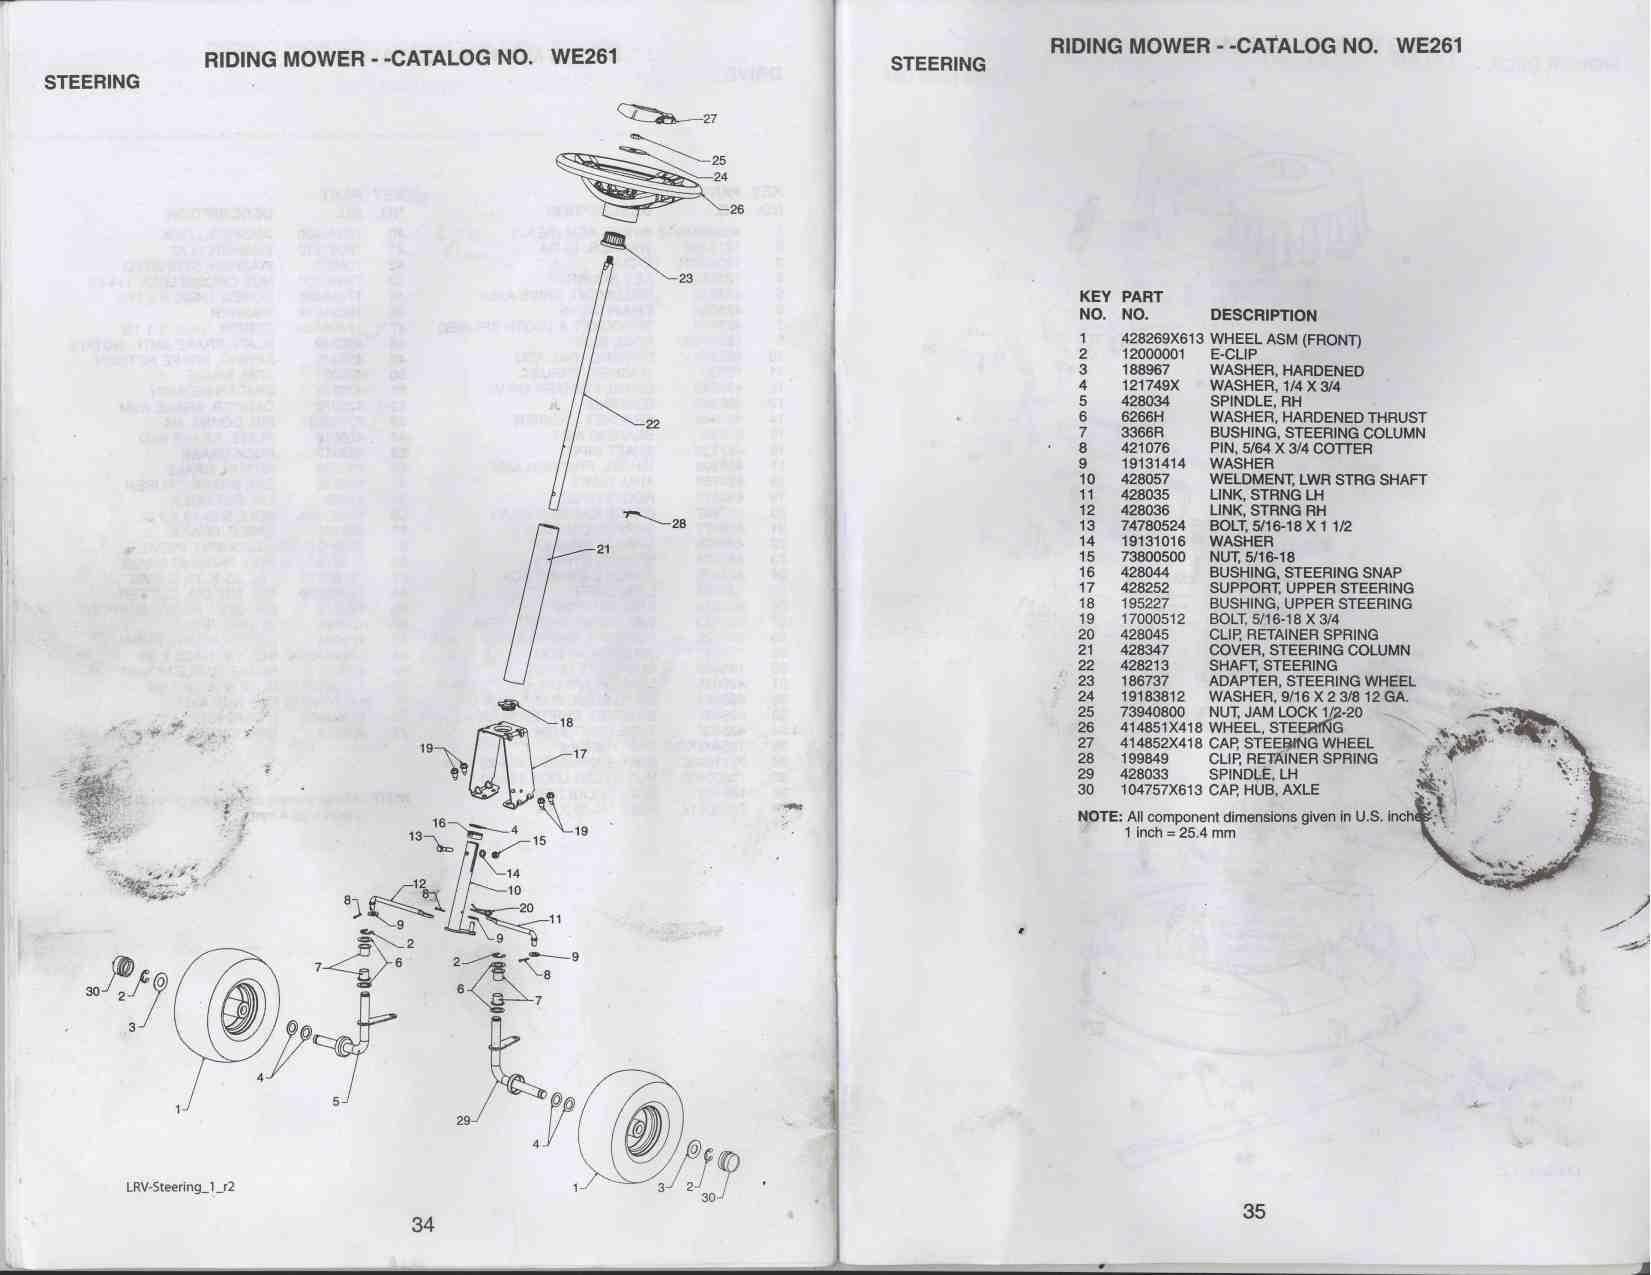 RIDING MOWER - -CATALOG NO. WE261
STEERING
27
25
24
26
23
22
28
21
18
17
19
19
16
4
13
15
14
12
8
10
8
20
11
9
9
2
9
2
8
7
6
6
7
30
2
3
4
1
5
29
4
1
3
2
30
LRV-Steering_1_r2
34
RIDING MOWER - -CATALOG NO. WE261
STEERING
KEY PART
NO. NO. DESCRIPTION
1 428269X613 WHEEL ASM (FRONT)
2 12000001 E-CLIP
3 188967 WASHER, HARDENED
4 121749X WASHER, 1/4 X 3/4
5 428034 SPINDLE, RH
6 6266H WASHER, HARDENED THRUST
7 3366R BUSHING, STEERING COLUMN
8 421076 PIN, 5/64 X 3/4 COTTER
9 19131414 WASHER
10 428057 WELDMENT, LWR STRG SHAFT
11 428035 LINK, STRNG LH
12 428036 LINK, STRNG RH
13 74780524 BOLT, 5/16-18 X 1 1/2
14 19131016 WASHER
15 73800500 NUT, 5/16-18
16 428044 BUSHING, STEERING SNAP
17 428252 SUPPORT, UPPER STEERING
18 195227 BUSHING, UPPER STEERING
19 17000512 BOLT, 5/16-18 X 3/4
20 428045 CLIP, RETAINER SPRING
21 428347 COVER, STEERING COLUMN
22 428213 SHAFT, STEERING
23 186737 ADAPTER, STEERING WHEEL
24 19183812 WASHER, 9/16 X 2 3/8 12 GA.
25 73940800 NUT, JAM LOCK 1/2-20
26 414851X418 WHEEL, STEERING
27 414852X418 CAP, STEERING WHEEL
28 199849 CLIP, RETAINER SPRING
29 428033 SPINDLE, LH
30 104757X613 CAP, HUB, AXLE
NOTE: All component dimensions given in U.S. inches
1 inch = 25.4 mm
35